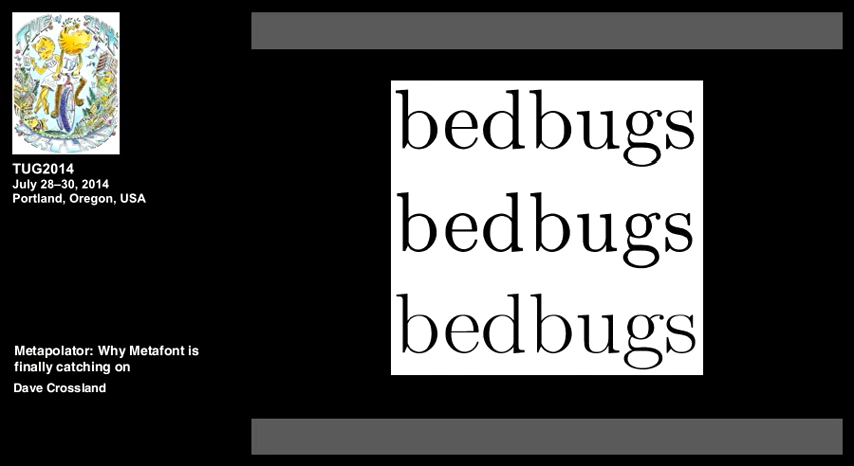 TUG2014
July 28–30, 2014
Portland, Oregon, USA
Metapolator: Why Metafont is
finally catching on
Dave Crossland
bedbugs
bedbugs
bedbugs